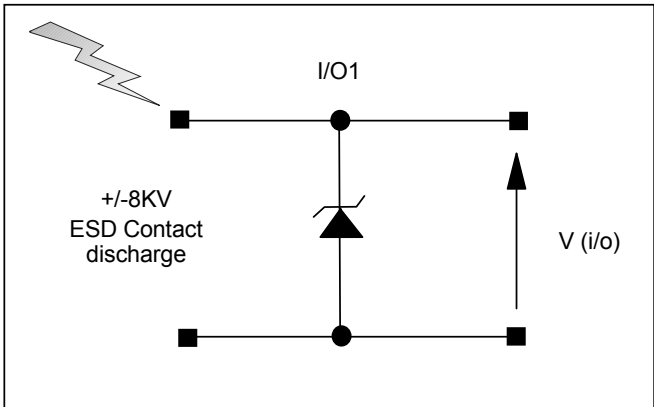 I/O1
+/-8KV
ESD Contact
discharge
V (i/o)